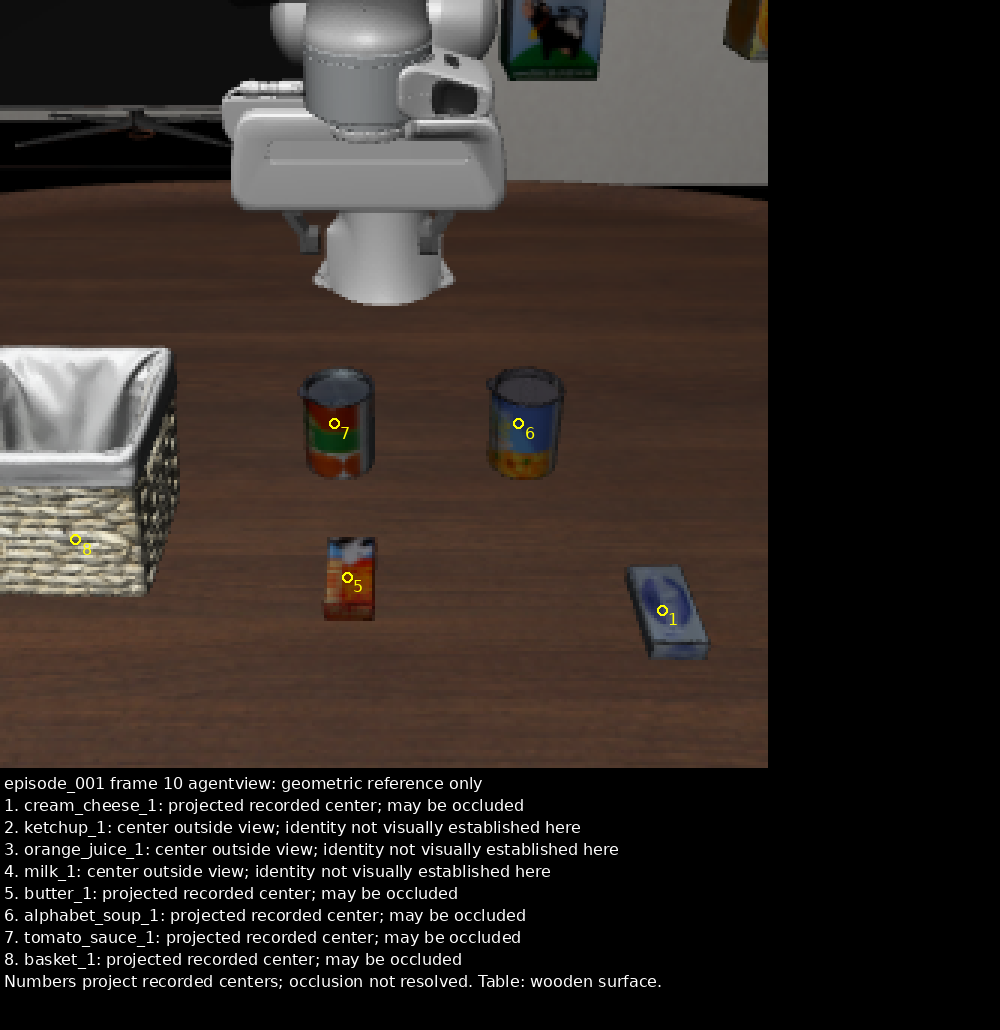 7
6
8
5
1
episode_001 frame 10 agentview: geometric reference only
1. cream_cheese_1: projected recorded center; may be occluded
2. ketchup_1: center outside view; identity not visually established here
3. orange_juice_1: center outside view; identity not visually established here
4. milk_1: center outside view; identity not visually established here
5. butter_1: projected recorded center; may be occluded
6. alphabet_soup_1: projected recorded center; may be occluded
7. tomato_sauce_1: projected recorded center; may be occluded
8. basket_1: projected recorded center; may be occluded
Numbers project recorded centers; occlusion not resolved. Table: wooden surface.